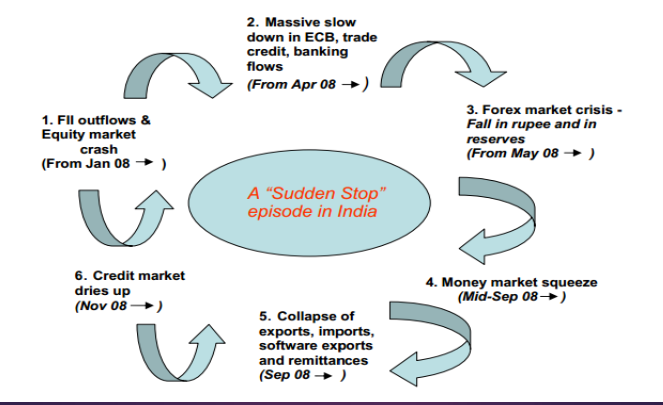 2. Massive slow
down in ECB, trade
credit, banking
flows
(From Apr 08 → )
1. FII outflows &
Equity market
crash
(From Jan 08 → )
3. Forex market crisis -
Fall in rupee and in
reserves
(From May 08 → )
A “Sudden Stop”
episode in India
4. Money market squeeze
(Mid-Sep 08→ )
5. Collapse of
exports, imports,
software exports
and remittances
(Sep 08 → )
6. Credit market
dries up
(Nov 08 → )